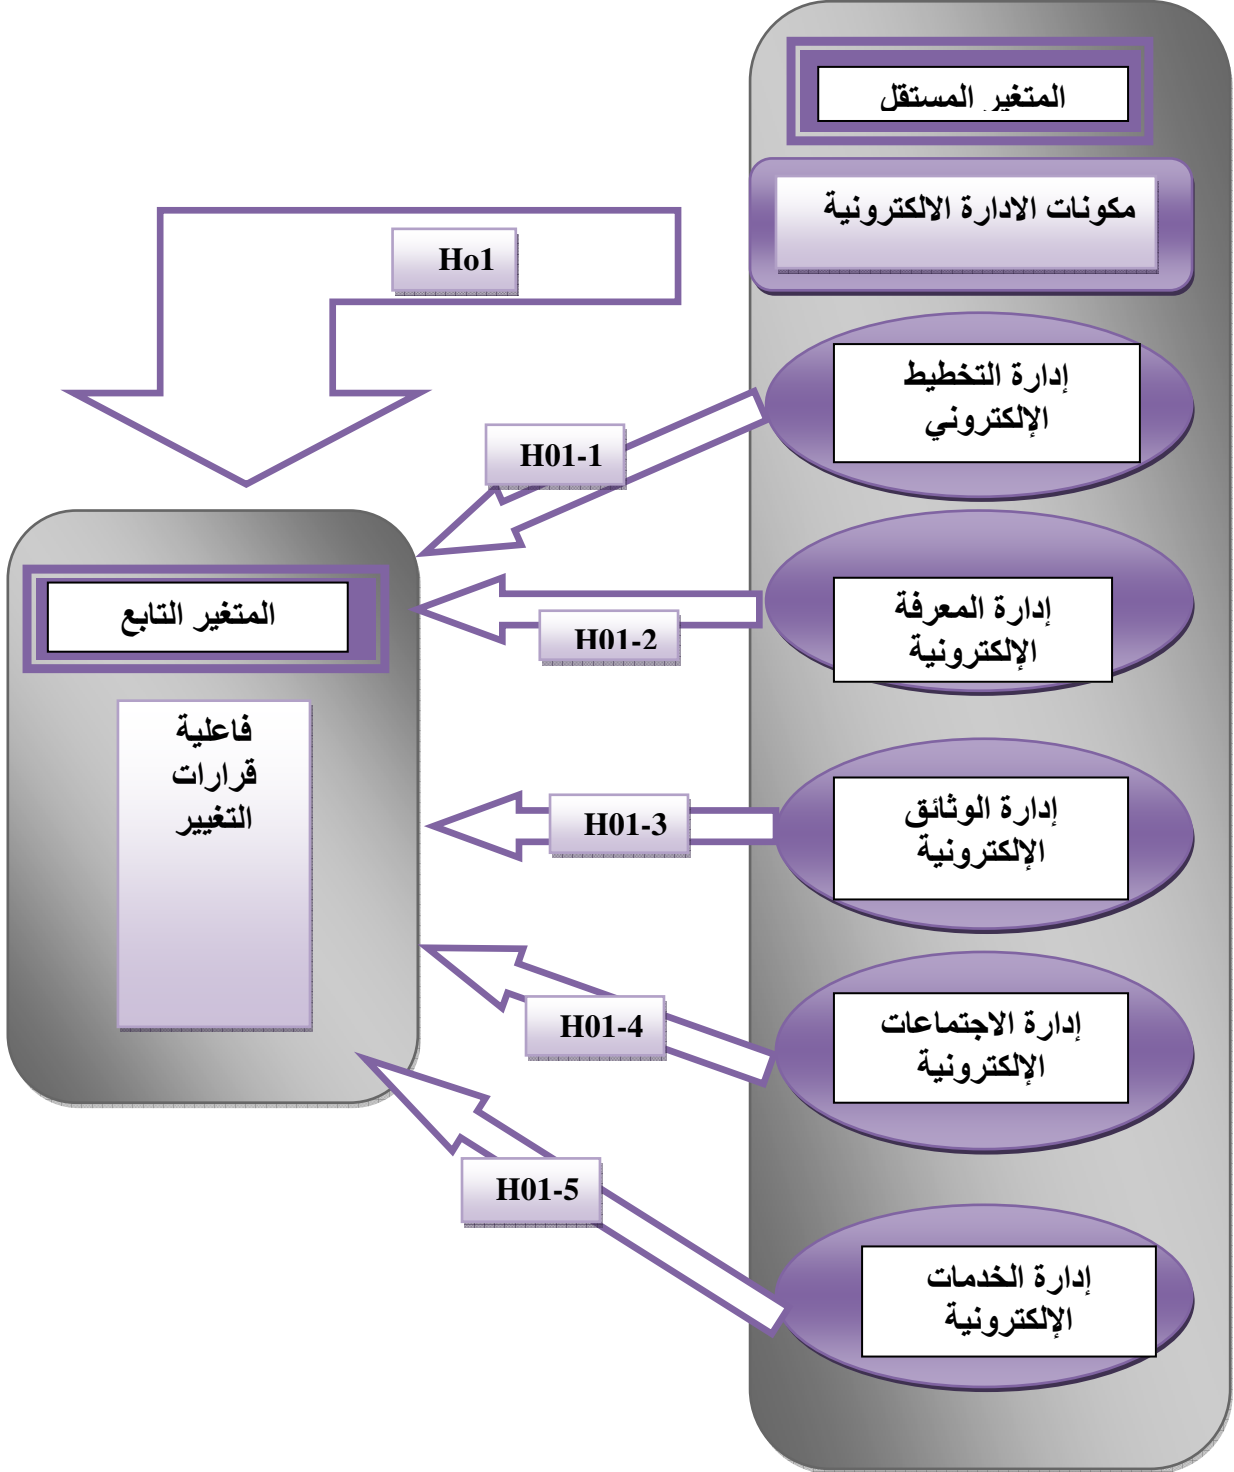 المتغير المستقل
مكونات الادارة الالكترونية
Ho1
إدارة التخطيط
الإلكتروني
H01-1
إدارة المعرفة
الإلكترونية
H01-2
المتغير التابع
فاعلية
قرارات
التغيير
إدارة الوثائق
الإلكترونية
H01-3
إدارة الاجتماعات
الإلكترونية
H01-4
إدارة الخدمات
الإلكترونية
H01-5